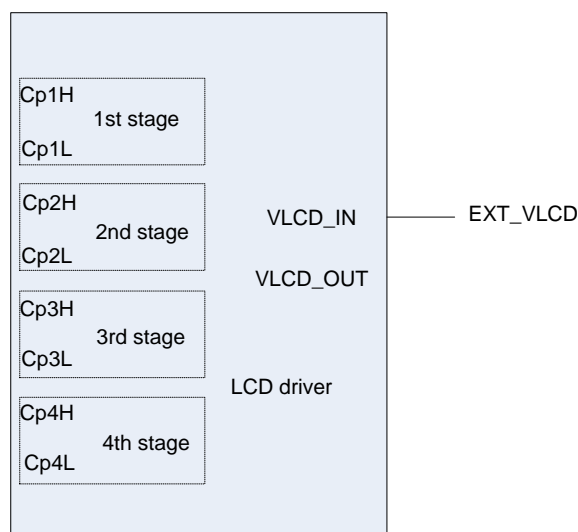 Cp1H
1st stage
Cp1L
Cp2H
2nd stage
Cp2L
VLCD_IN
EXT_VLCD
VLCD_OUT
Cp3H
3rd stage
Cp3L
LCD driver
Cp4H
4th stage
Cp4L